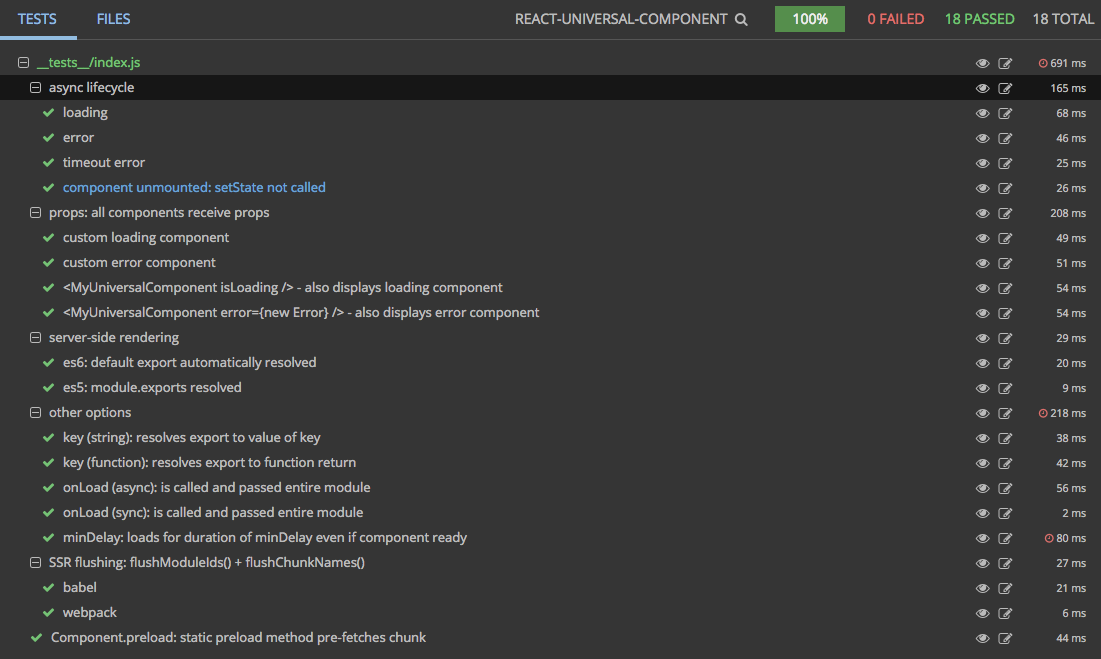 TESTS FILES REACT-UNIVERSAL-COMPONENT 100% 0 FAILED 18 PASSED 18 TOTAL
__tests__/index.js 691 ms
async lifecycle 165 ms
loading 68 ms
error 46 ms
timeout error 25 ms
component unmounted: setState not called 26 ms
props: all components receive props 208 ms
custom loading component 49 ms
custom error component 51 ms
<MyUniversalComponent isLoading /> - also displays loading component 54 ms
<MyUniversalComponent error={new Error} /> - also displays error component 54 ms
server-side rendering 29 ms
es6: default export automatically resolved 20 ms
es5: module.exports resolved 9 ms
other options 218 ms
key (string): resolves export to value of key 38 ms
key (function): resolves export to function return 42 ms
onLoad (async): is called and passed entire module 56 ms
onLoad (sync): is called and passed entire module 2 ms
minDelay: loads for duration of minDelay even if component ready 80 ms
SSR flushing: flushModuleIds() + flushChunkNames() 27 ms
babel 21 ms
webpack 6 ms
Component.preload: static preload method pre-fetches chunk 44 ms